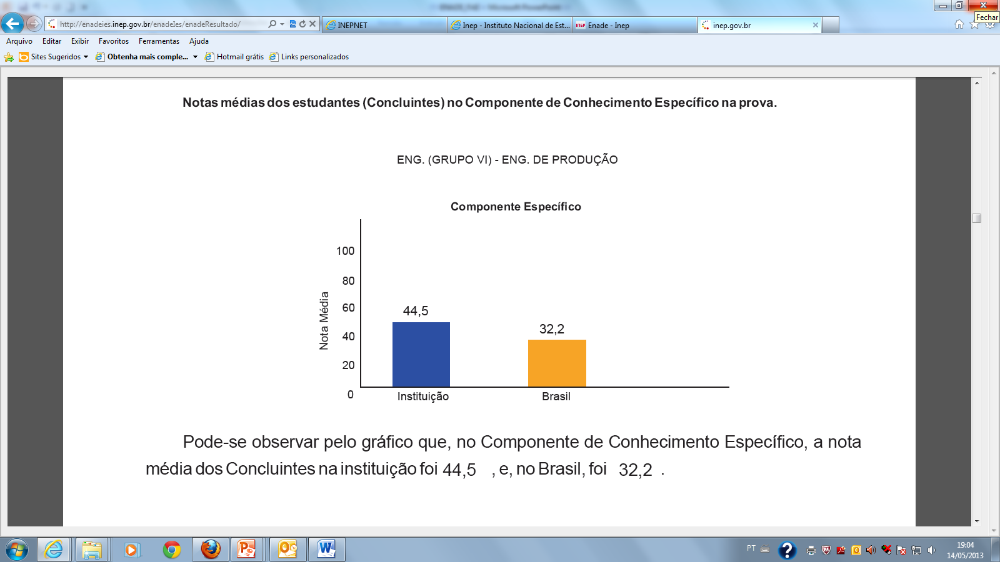 Fechar
http://enadeies.inep.gov.br/enadeIes/enadeResultado/
INEPNET
Inep - Instituto Nacional de Est...
Enade - Inep
inep.gov.br
Arquivo Editar Exibir Favoritos Ferramentas Ajuda
Sites Sugeridos Obtenha mais comple... Hotmail grátis Links personalizados
Notas médias dos estudantes (Concluintes) no Componente de Conhecimento Específico na prova.
ENG. (GRUPO VI) - ENG. DE PRODUÇÃO
Componente Específico
Nota Média
100
80
60
40
20
0
44,5
32,2
Instituição
Brasil
Pode-se observar pelo gráfico que, no Componente de Conhecimento Específico, a nota
média dos Concluintes na instituição foi 44,5 , e, no Brasil, foi 32,2 .
PT
19:04
14/05/2013